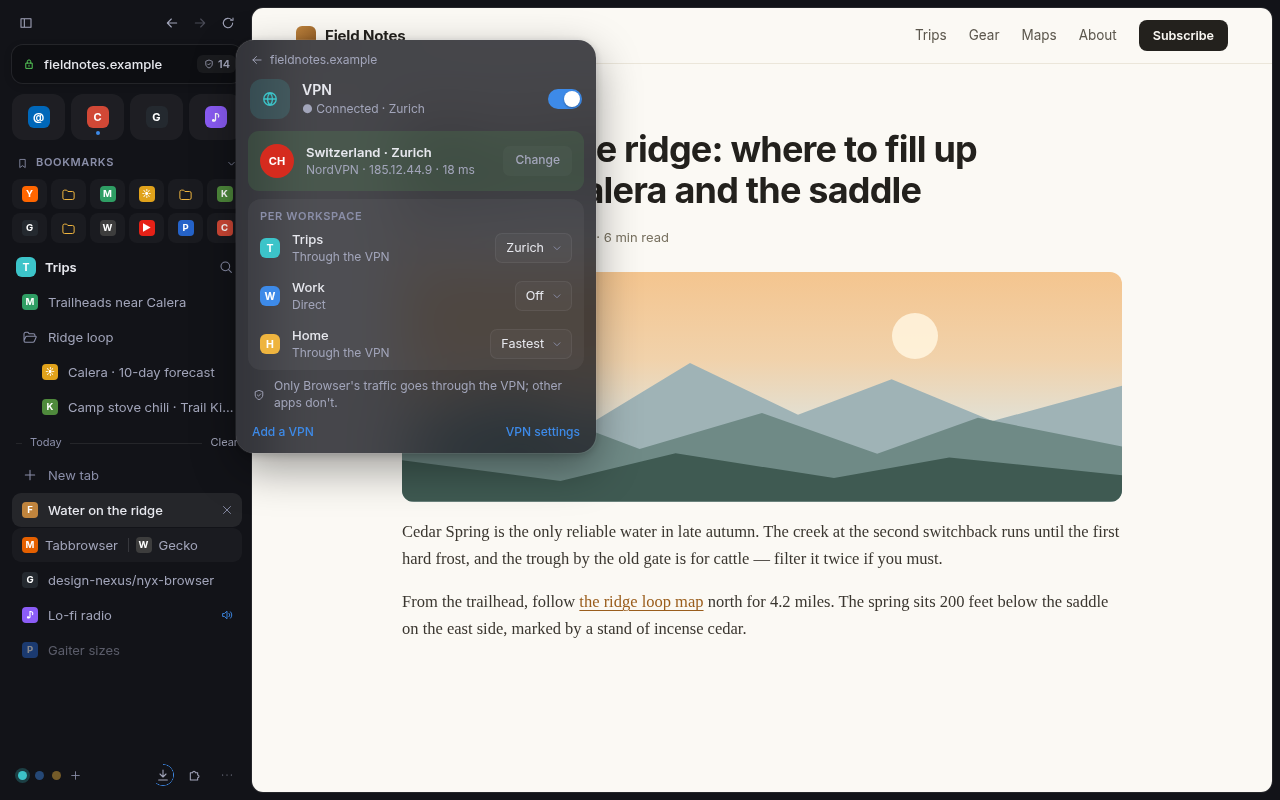 fieldnotes.example
14
@
C
G
BOOKMARKS
Y
M
K
G
W
P
C
T Trips
M Trailheads near Calera
Ridge loop
Calera · 10-day forecast
K Camp stove chili · Trail Ki...
Today
Clear
New tab
F Water on the ridge
M Tabbrowser
W Gecko
G design-nexus/nyx-browser
Lo-fi radio
P Gaiter sizes
fieldnotes.example
VPN
Connected · Zurich
CH
Switzerland · Zurich
NordVPN · 185.12.44.9 · 18 ms
Change
PER WORKSPACE
T
Trips
Through the VPN
Zurich
W
Work
Direct
Off
H
Home
Through the VPN
Fastest
Only Browser's traffic goes through the VPN; other
apps don't.
Add a VPN
VPN settings
Field Notes
Trips
Gear
Maps
About
Subscribe
ridge: where to fill up
and the saddle
· 6 min read
Cedar Spring is the only reliable water in late autumn. The creek at the second switchback runs until the first
hard frost, and the trough by the old gate is for cattle — filter it twice if you must.
From the trailhead, follow the ridge loop map north for 4.2 miles. The spring sits 200 feet below the saddle
on the east side, marked by a stand of incense cedar.